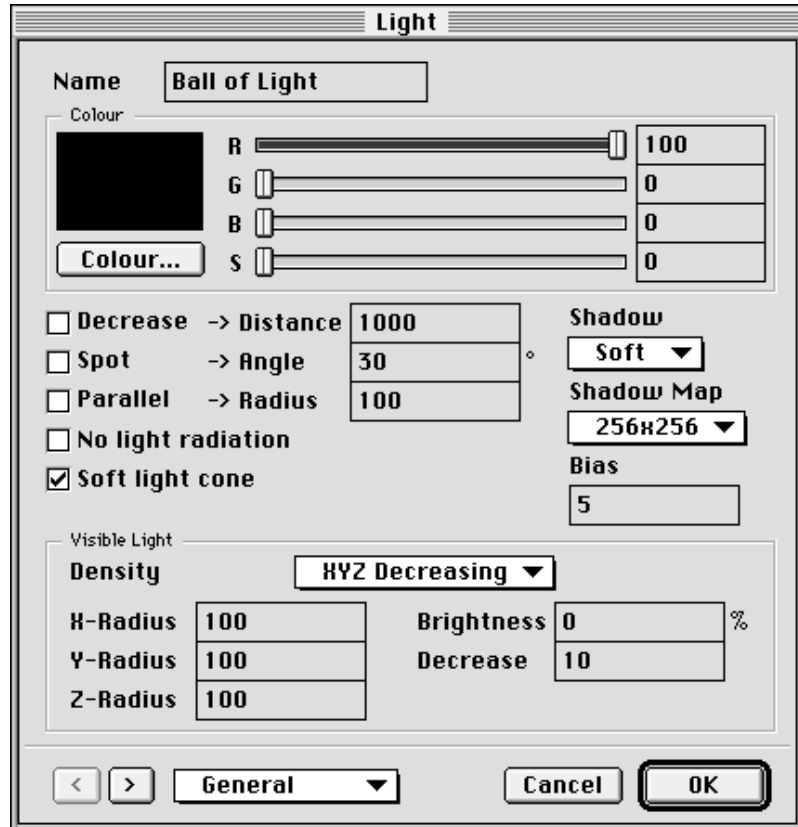 Light
Name Ball of Light
Colour
R 100
G 0
B 0
Colour... S 0
Decrease -> Distance 1000
Spot -> Angle 30 °
Parallel -> Radius 100
No light radiation
Soft light cone
Shadow
Soft
Shadow Map
256x256
Bias
5
Visible Light
Density XYZ Decreasing
X-Radius 100 Brightness 0 %
Y-Radius 100 Decrease 10
Z-Radius 100
< > General Cancel OK